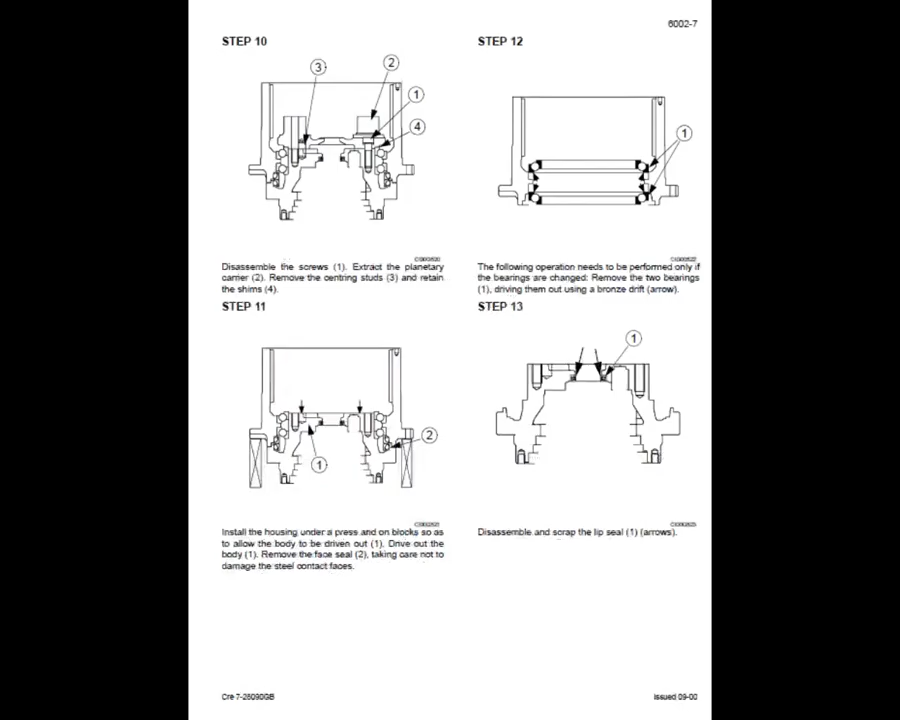 6002-7
STEP 10
3
2
1
4
Disassemble the screws (1). Extract the planetary
carrier (2). Remove the centring studs (3) and retain
the shims (4).
STEP 11
2
1
Install the housing under a press and on blocks so as
to allow the body to be driven out (1). Drive out the
body (1). Remove the face seal (2), taking care not to
damage the steel contact faces.
STEP 12
1
The following operation needs to be performed only if
the bearings are changed: Remove the two bearings
(1), driving them out using a bronze drift (arrow).
STEP 13
1
Disassemble and scrap the lip seal (1) (arrows).
Cre 7-28090GB
Issued 09-00